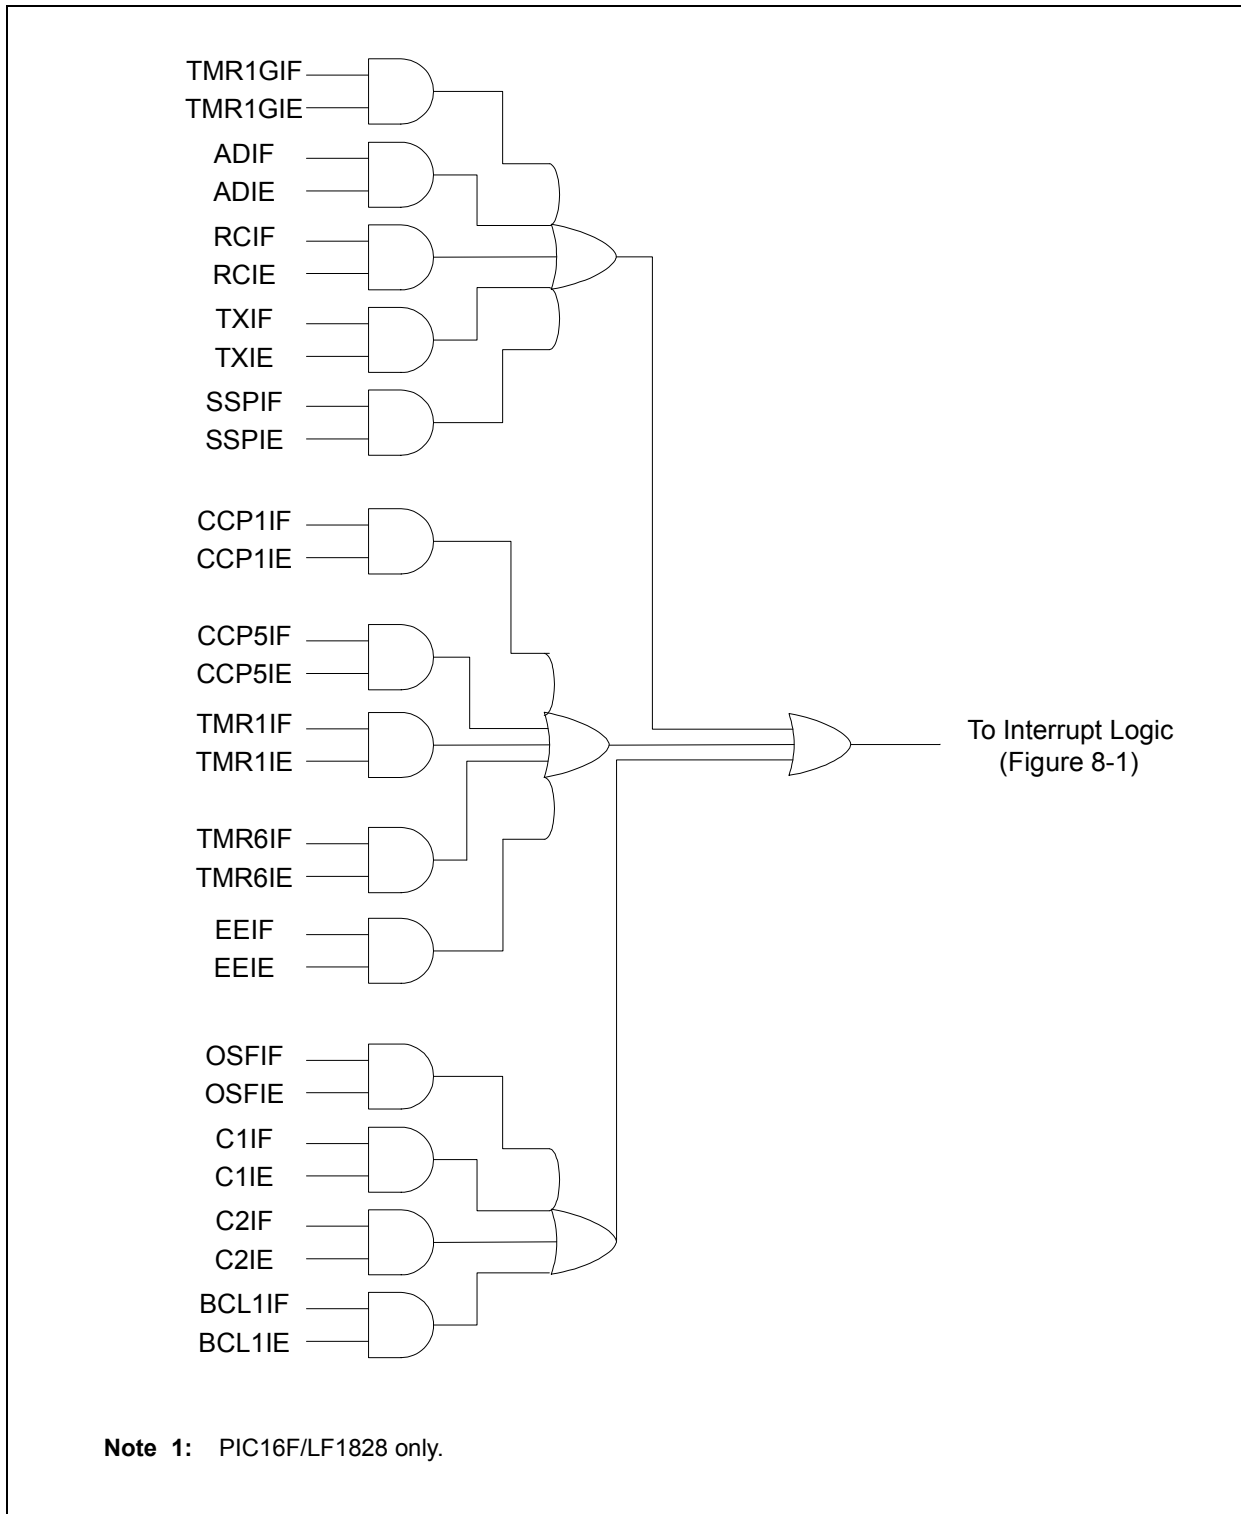 TMR1GIF
TMR1GIE
ADIF
ADIE
RCIF
RCIE
TXIF
TXIE
SSPIF
SSPIE
CCP1IF
CCP1IE
CCP5IF
CCP5IE
TMR1IF
TMR1IE
To Interrupt Logic
(Figure 8-1)
TMR6IF
TMR6IE
EEIF
EEIE
OSFIF
OSFIE
C1IF
C1IE
C2IF
C2IE
BCL1IF
BCL1IE
Note 1: PIC16F/LF1828 only.